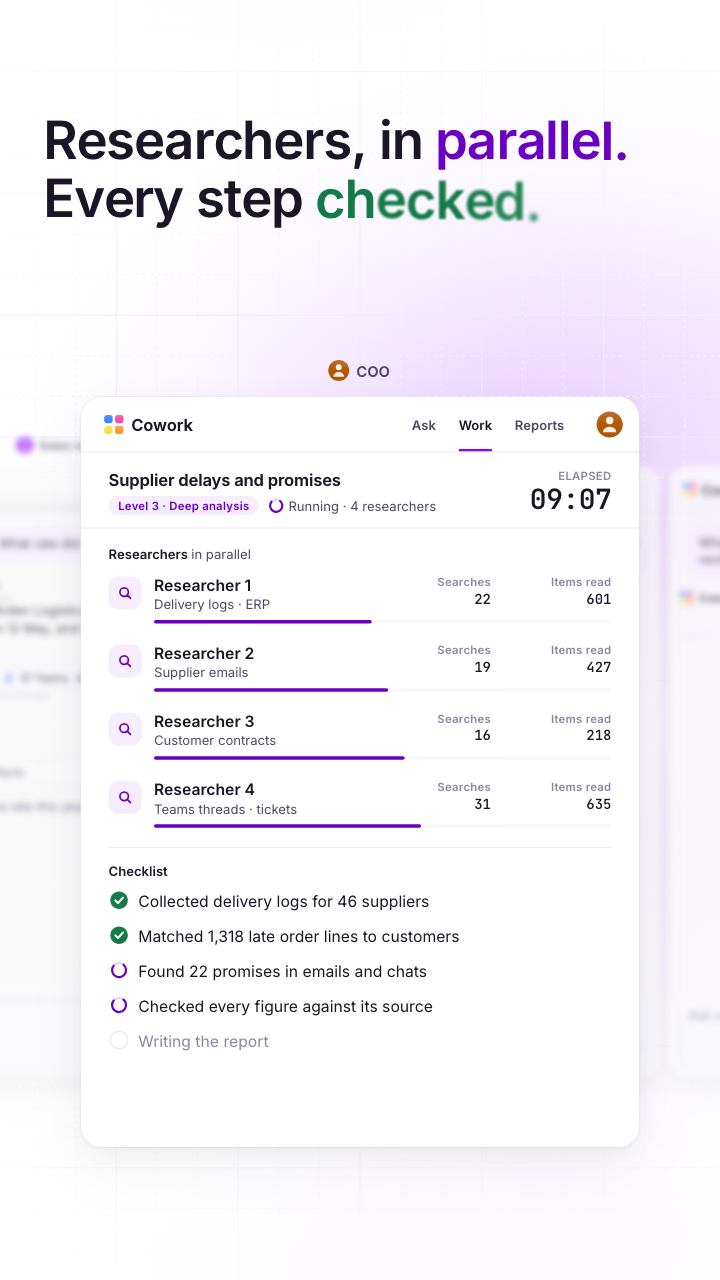 Researchers, in parallel.
Every step checked.
COO
Cowork
Ask
Work
Reports
Supplier delays and promises
ELAPSED
09:07
Level 3 · Deep analysis
Running · 4 researchers
Researchers in parallel
Researcher 1
Delivery logs · ERP
Searches
22
Items read
601
Researcher 2
Supplier emails
Searches
19
Items read
427
Researcher 3
Customer contracts
Searches
16
Items read
218
Researcher 4
Teams threads · tickets
Searches
31
Items read
635
Checklist
Collected delivery logs for 46 suppliers
Matched 1,318 late order lines to customers
Found 22 promises in emails and chats
Checked every figure against its source
Writing the report